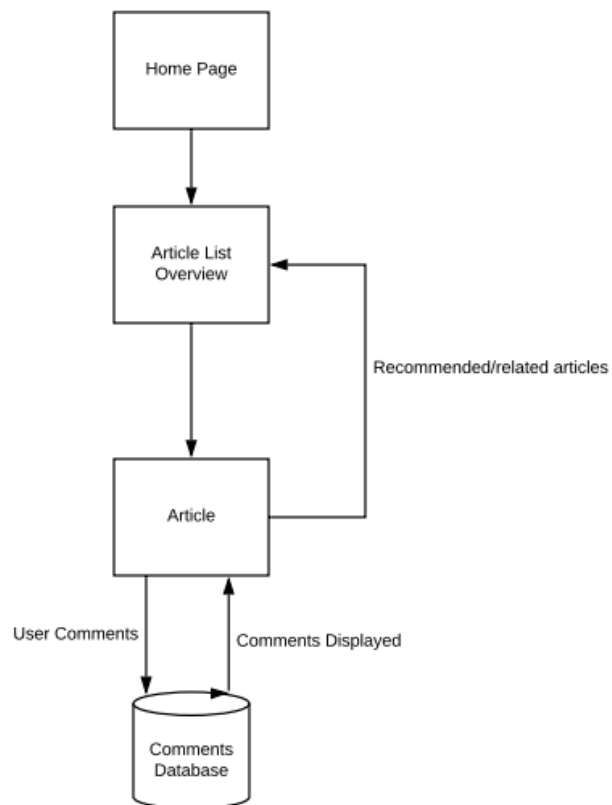 Home Page
Article List
Overview
Recommended/related articles
Article
User Comments
Comments Displayed
Comments
Database